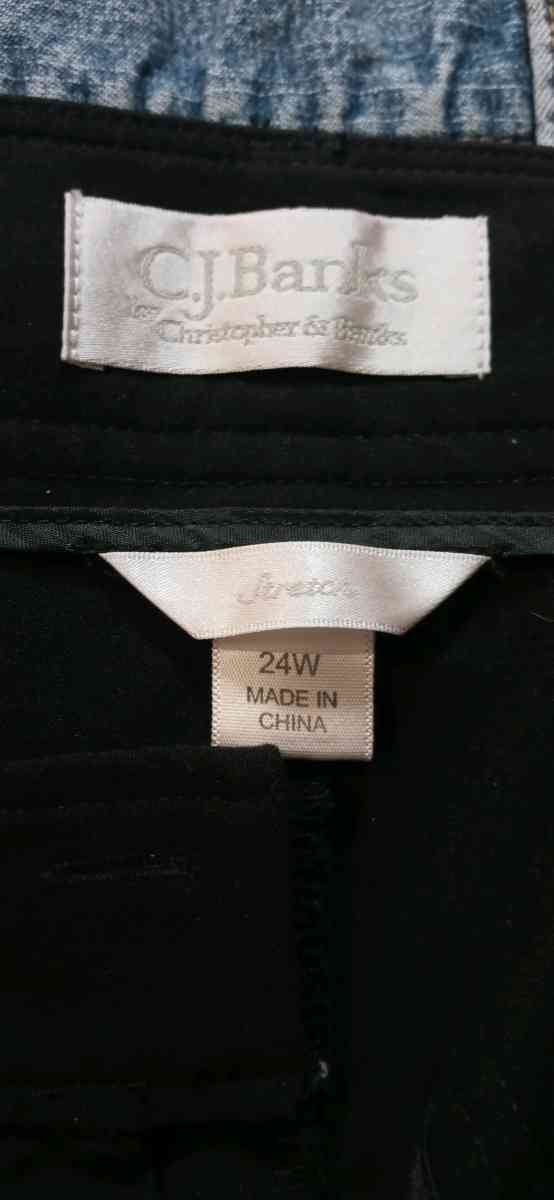 C.J.Banks
by
Christopher & Banks
Stretch
24W
MADE IN
CHINA